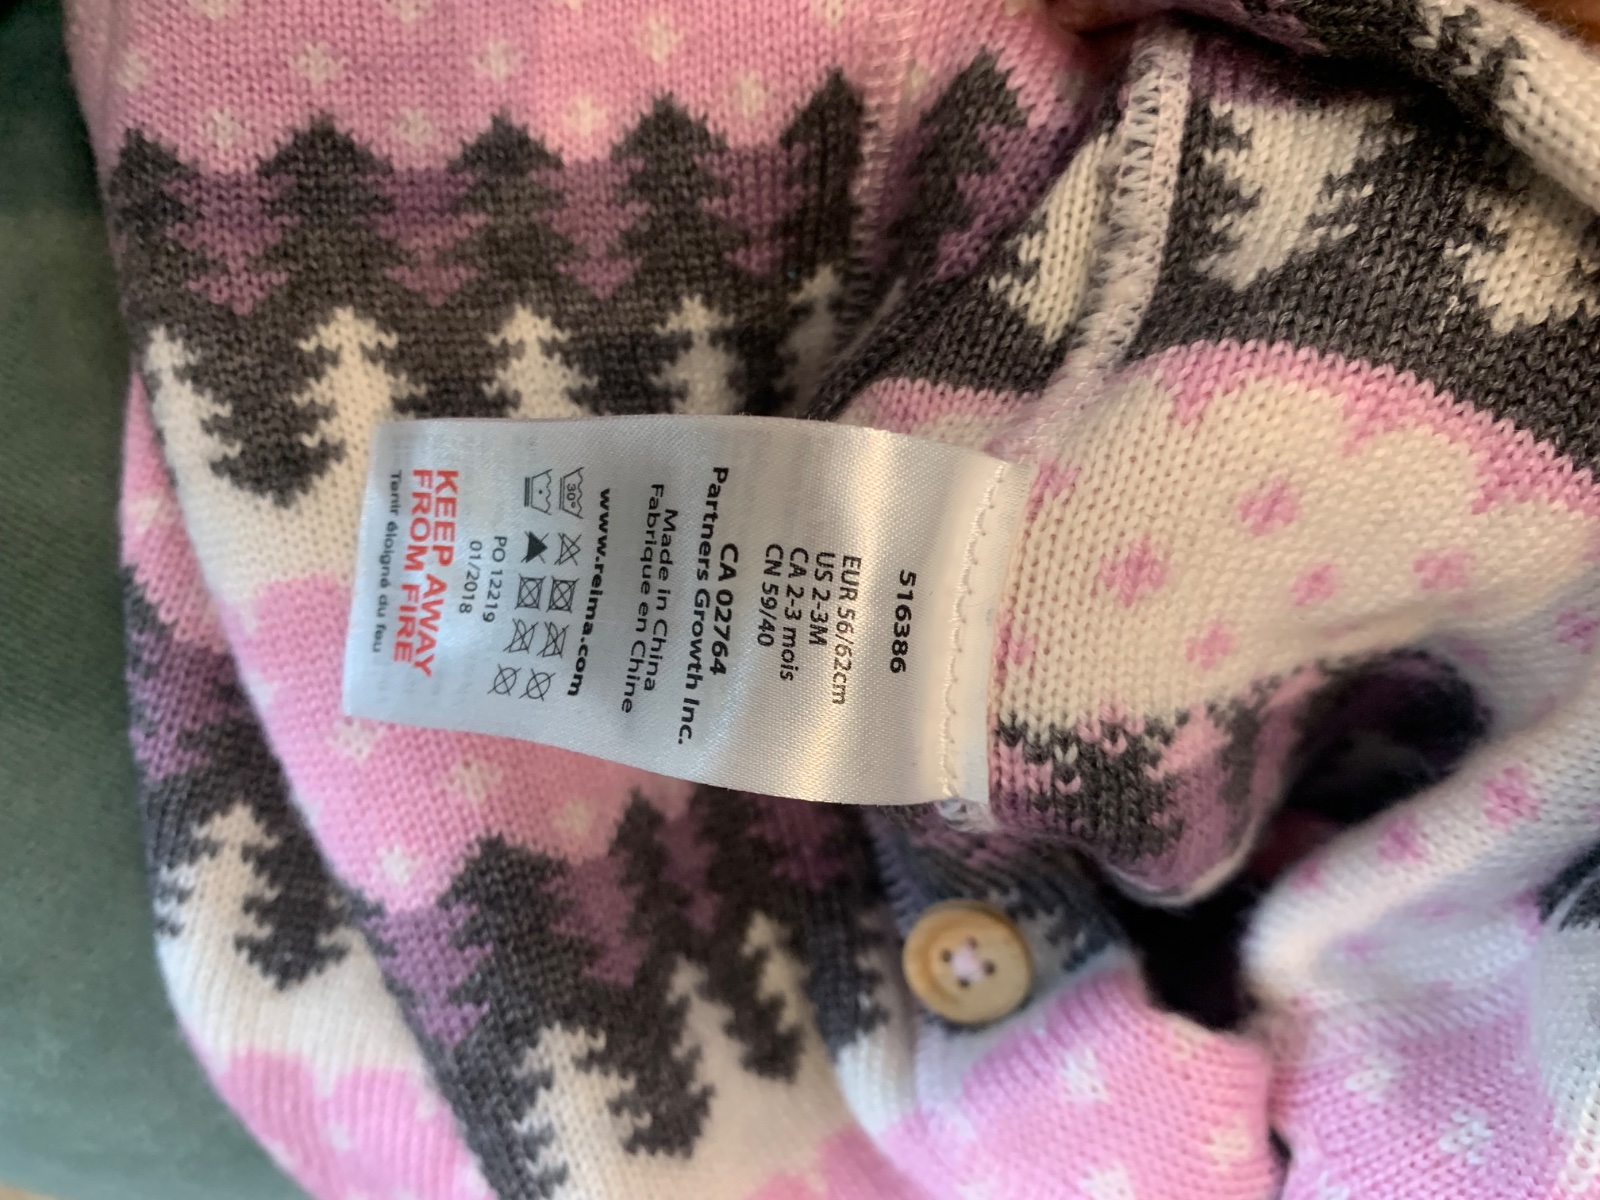 516386
EUR 56/62cm
US 2-3M
CA 2-3 mois
CN 59/40
CA 02764
Partners Growth Inc.
Made in China
Fabriqué en Chine
www.reima.com
30°
PO 12219
01/2018
KEEP AWAY
FROM FIRE
Tenir éloigné du feu